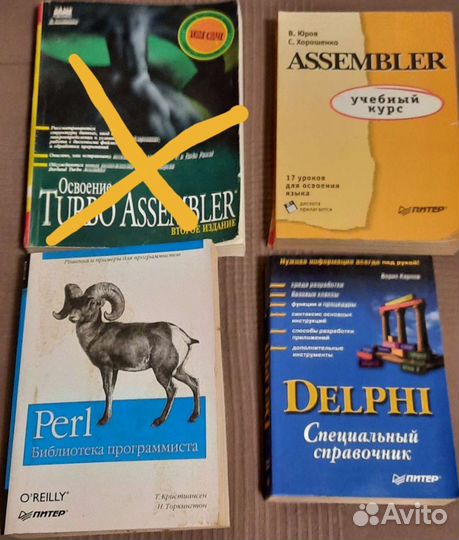 Освоение
TURBO ASSEMBLER
ВТОРОЕ ИЗДАНИЕ
В. Юров
С. Хорошенко
ASSEMBLER
учебный
курс
17 уроков
для освоения
языка
дискета
прилагается
ПИТЕР
Решения и примеры для программистов
Perl
Библиотека программиста
O'REILLY
ПИТЕР
Т. Кристиансен
Н. Торкингтон
Нужная информация всегда под рукой!
Борис Карпов
среда разработки
базовые классы
функции и процедуры
синтаксис основных
инструкций
способы разработки
приложений
дополнительные
инструменты
DELPHI
Специальный
справочник
ПИТЕР
Avito